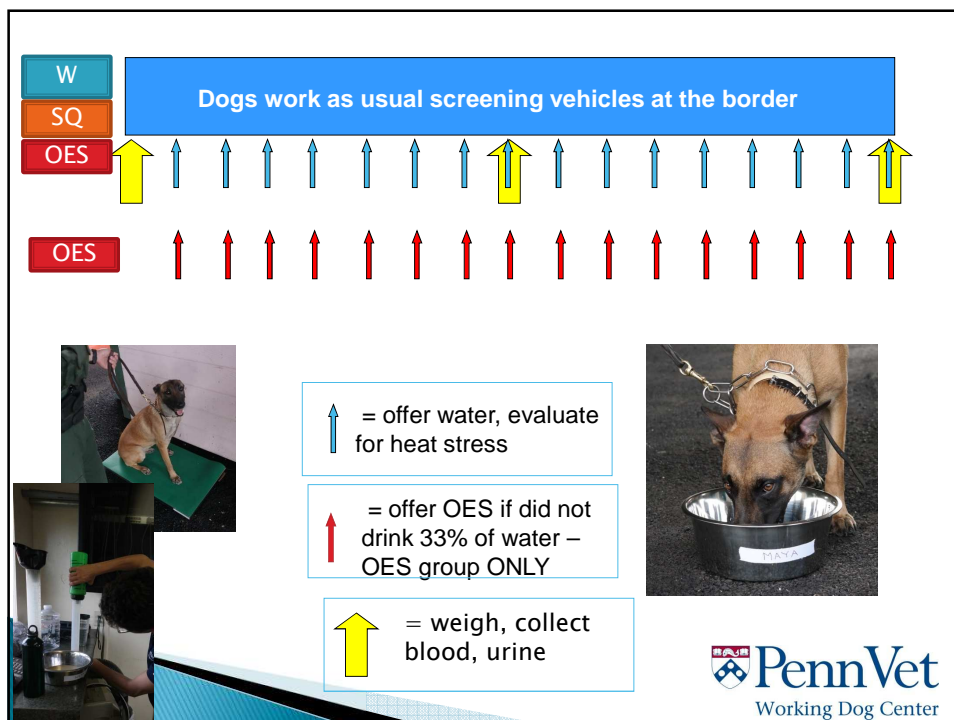 W
Dogs work as usual screening vehicles at the border
SQ
OES
OES
= offer water, evaluate
for heat stress
= offer OES if did not
drink 33% of water –
OES group ONLY
= weigh, collect
blood, urine
MAYA
PennVet
Working Dog Center